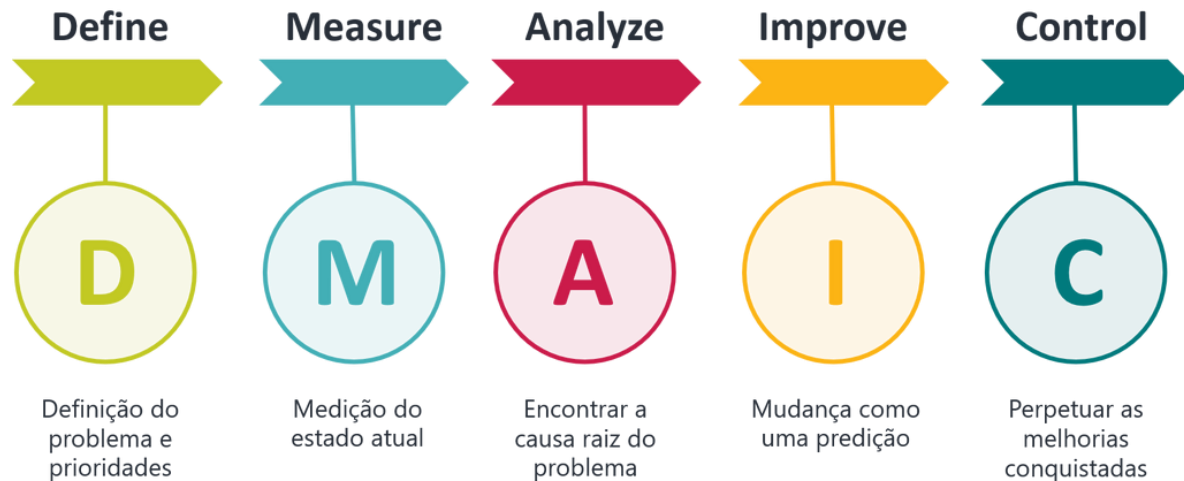 Define
Measure
Analyze
Improve
Control
D
M
A
I
C
Definição do
problema e
prioridades
Medição do
estado atual
Encontrar a
causa raiz do
problema
Mudança como
uma predição
Perpetuar as
melhorias
conquistadas